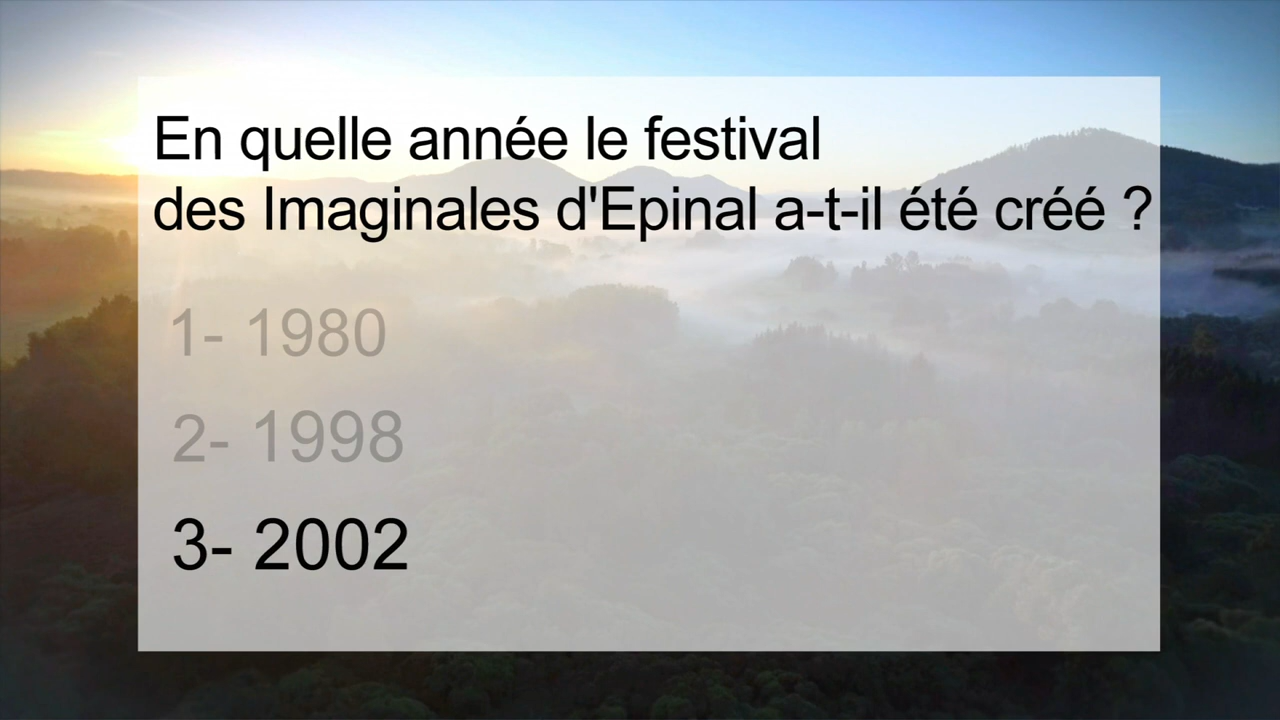 En quelle année le festival
des Imaginales d'Epinal a-t-il été créé ?
1- 1980
2- 1998
3- 2002